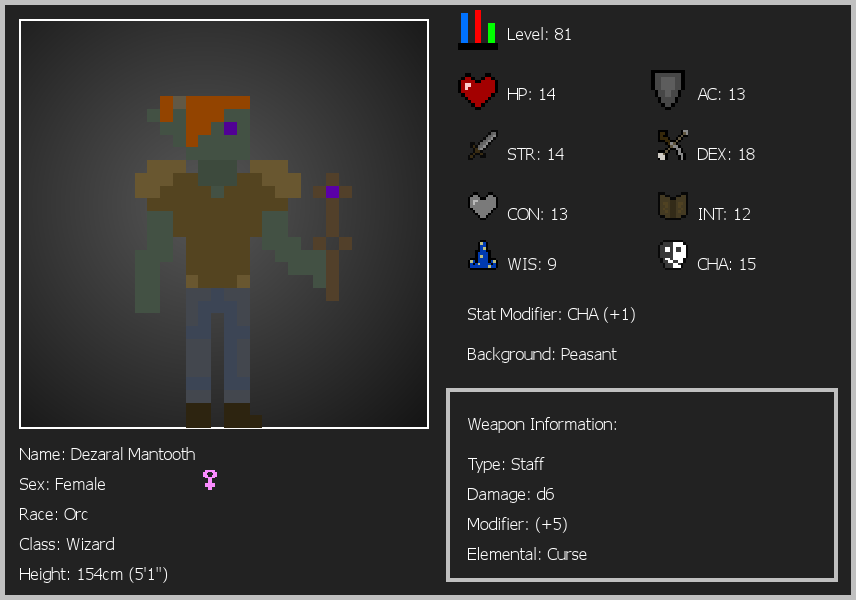 Level: 81
HP: 14
AC: 13
STR: 14
DEX: 18
CON: 13
INT: 12
WIS: 9
CHA: 15
Stat Modifier: CHA (+1)
Background: Peasant
Weapon Information:
Type: Staff
Damage: d6
Modifier: (+5)
Elemental: Curse
Name: Dezaral Mantooth
Sex: Female
Race: Orc
Class: Wizard
Height: 154cm (5'1")